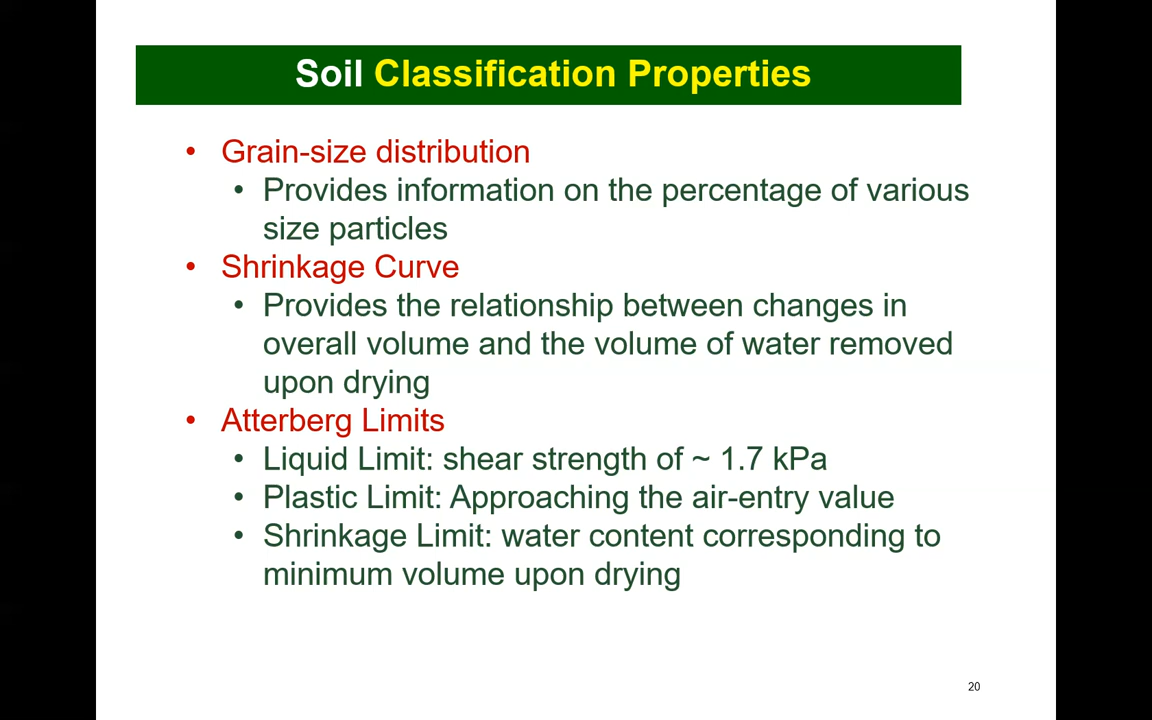 Soil Classification Properties
• Grain-size distribution
• Provides information on the percentage of various
size particles
• Shrinkage Curve
• Provides the relationship between changes in
overall volume and the volume of water removed
upon drying
• Atterberg Limits
• Liquid Limit: shear strength of ~ 1.7 kPa
• Plastic Limit: Approaching the air-entry value
• Shrinkage Limit: water content corresponding to
minimum volume upon drying
20